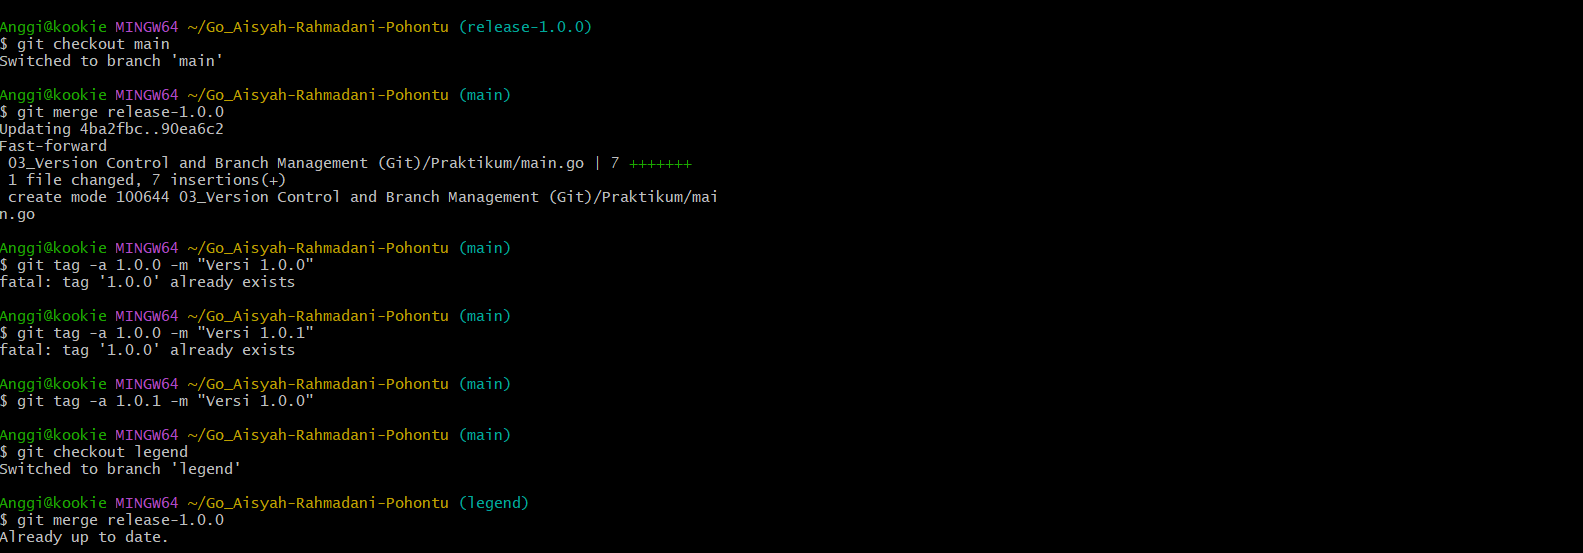 Anggi@kookie MINGW64 ~/Go_Aisyah-Rahmadani-Pohontu (release-1.0.0)
$ git checkout main
Switched to branch 'main'
Anggi@kookie MINGW64 ~/Go_Aisyah-Rahmadani-Pohontu (main)
$ git merge release-1.0.0
Updating 4ba2fbc..90ea6c2
Fast-forward
 03_Version Control and Branch Management (Git)/Praktikum/main.go | 7 +++++++
 1 file changed, 7 insertions(+)
 create mode 100644 03_Version Control and Branch Management (Git)/Praktikum/mai
n.go
Anggi@kookie MINGW64 ~/Go_Aisyah-Rahmadani-Pohontu (main)
$ git tag -a 1.0.0 -m "Versi 1.0.0"
fatal: tag '1.0.0' already exists
Anggi@kookie MINGW64 ~/Go_Aisyah-Rahmadani-Pohontu (main)
$ git tag -a 1.0.0 -m "Versi 1.0.1"
fatal: tag '1.0.0' already exists
Anggi@kookie MINGW64 ~/Go_Aisyah-Rahmadani-Pohontu (main)
$ git tag -a 1.0.1 -m "Versi 1.0.0"
Anggi@kookie MINGW64 ~/Go_Aisyah-Rahmadani-Pohontu (main)
$ git checkout legend
Switched to branch 'legend'
Anggi@kookie MINGW64 ~/Go_Aisyah-Rahmadani-Pohontu (legend)
$ git merge release-1.0.0
Already up to date.